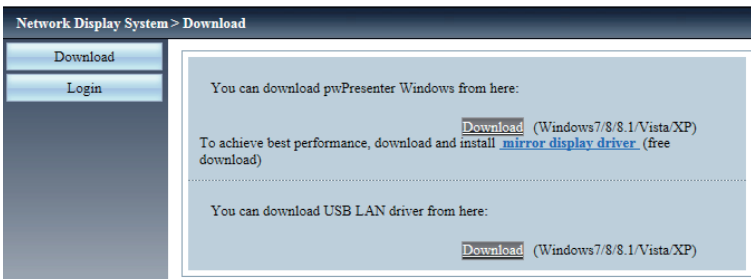 Network Display System > Download
Download
Login
You can download pwPresenter Windows from here:
Download (Windows7/8/8.1/Vista/XP)
To achieve best performance, download and install mirror display driver (free
download)
You can download USB LAN driver from here:
Download (Windows7/8/8.1/Vista/XP)